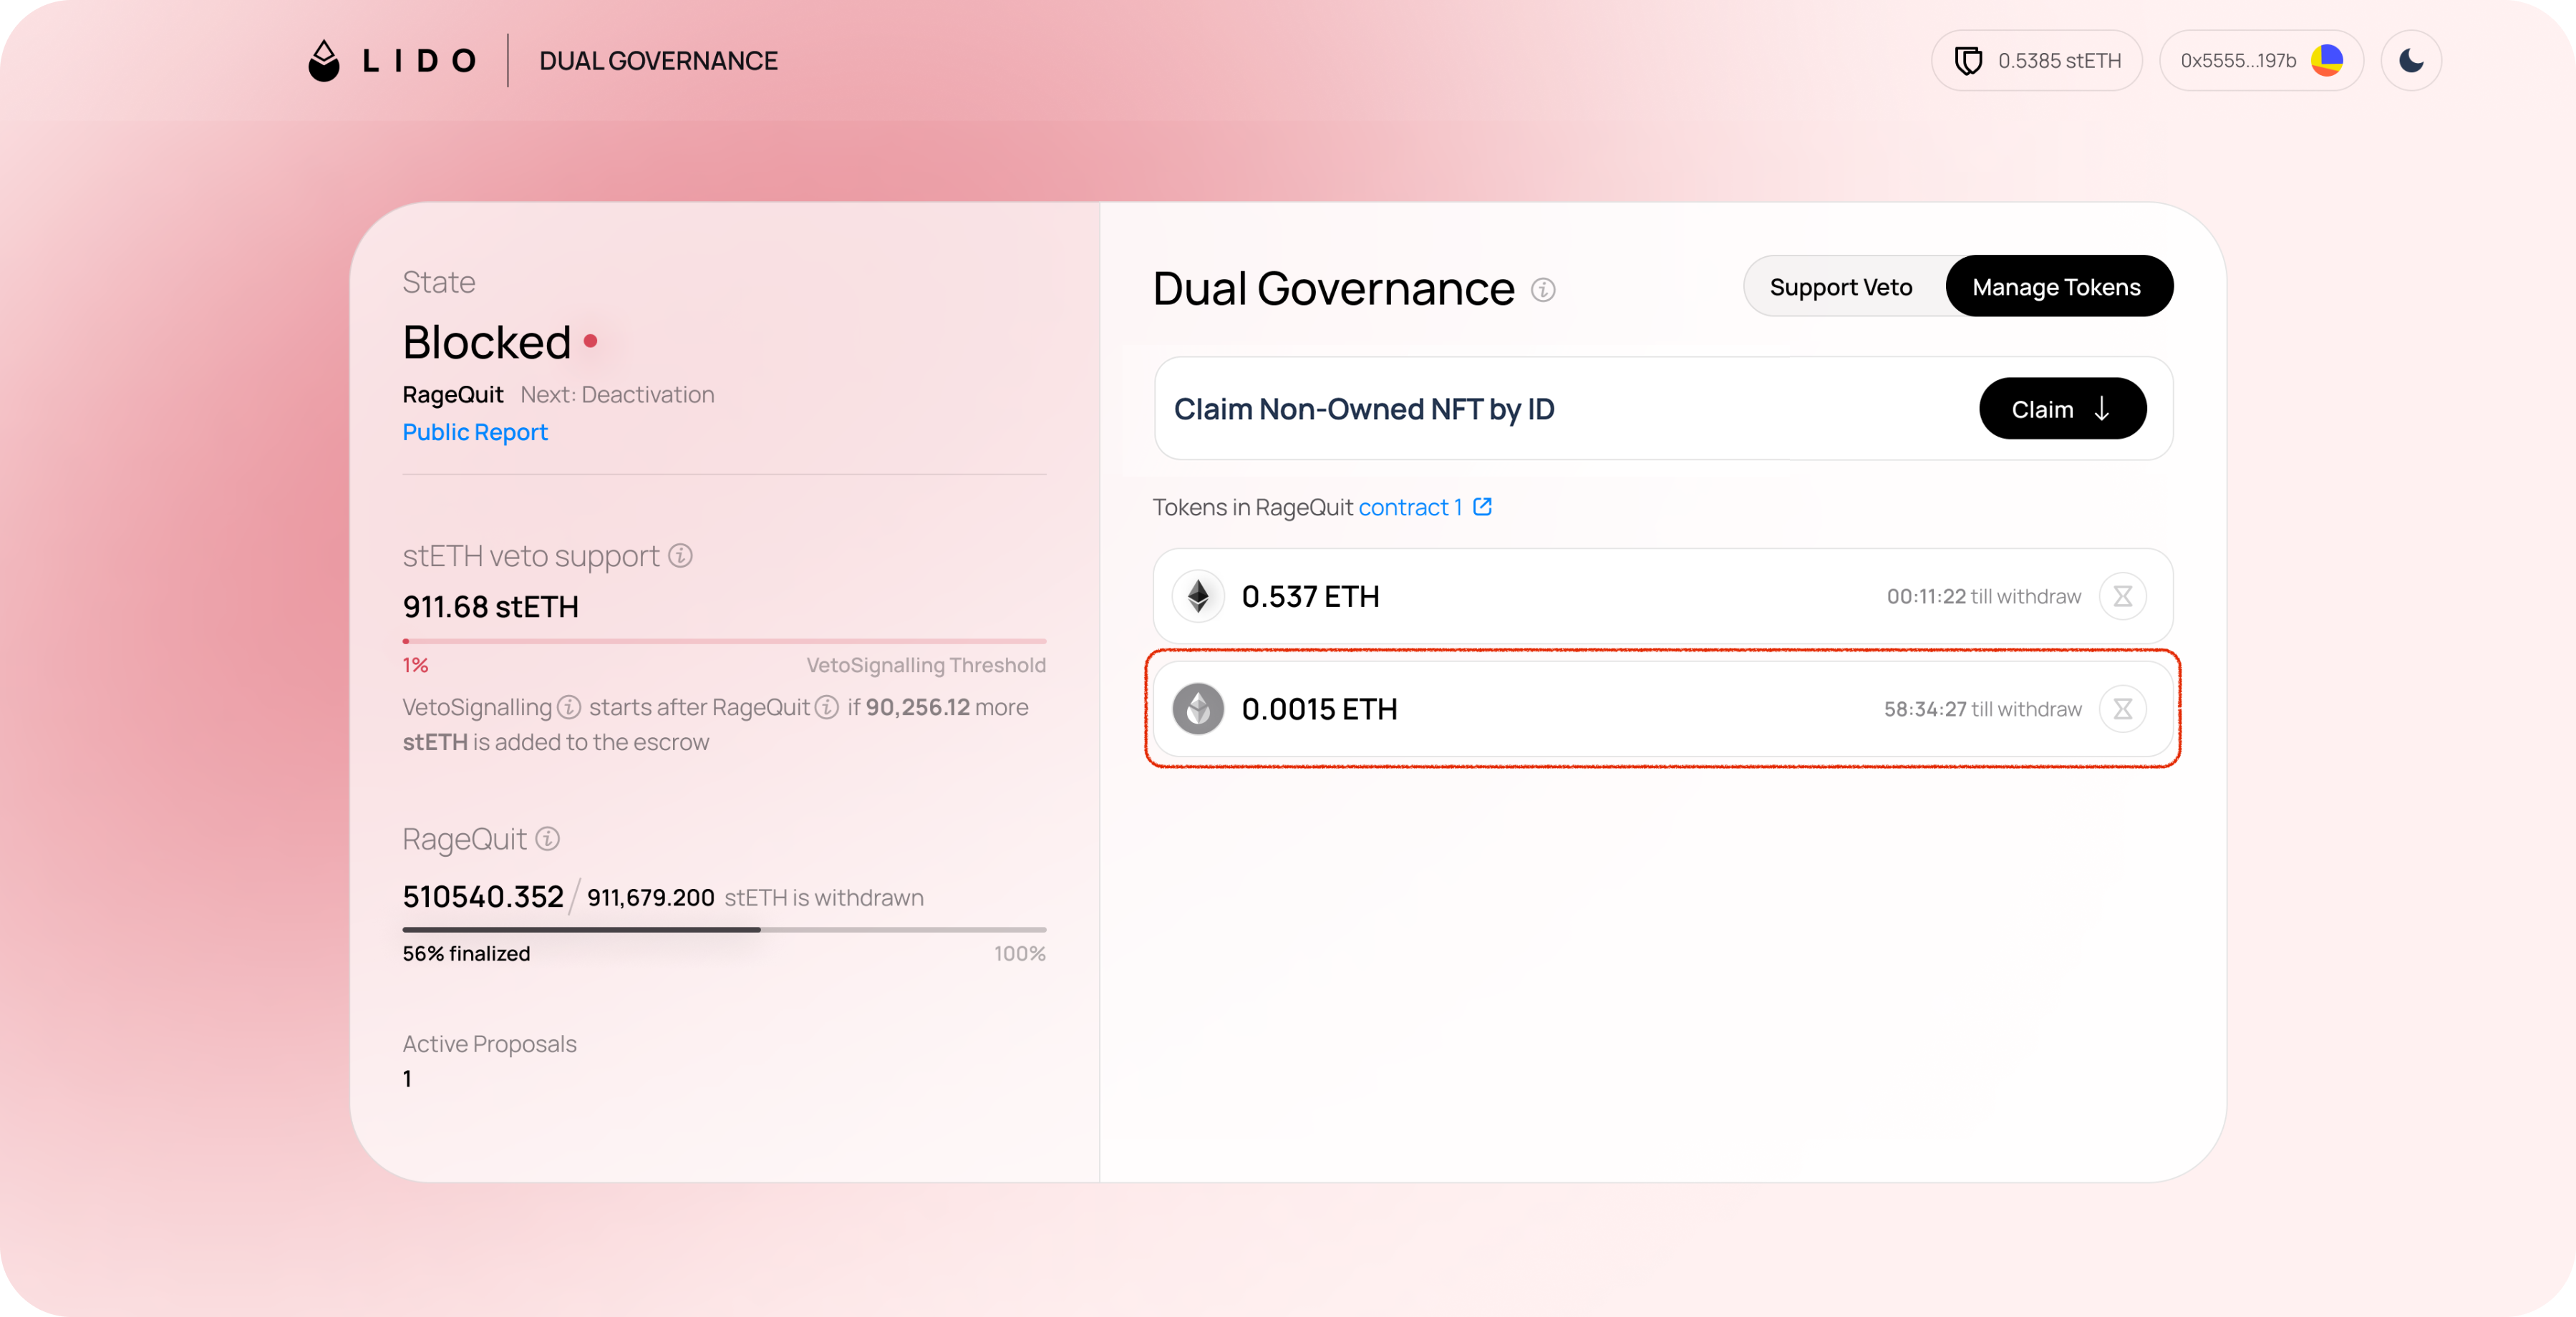 LIDO DUAL GOVERNANCE 0.5385 stETH 0x5555...197b
State
Blocked
RageQuit Next: Deactivation
Public Report
stETH veto support
911.68 stETH
1% VetoSignalling Threshold
VetoSignalling starts after RageQuit if 90,256.12 more
stETH is added to the escrow
RageQuit
510540.352 / 911,679.200 stETH is withdrawn
56% finalized 100%
Active Proposals
1
Dual Governance Support Veto Manage Tokens
Claim Non-Owned NFT by ID Claim
Tokens in RageQuit contract 1
0.537 ETH 00:11:22 till withdraw
0.0015 ETH 58:34:27 till withdraw